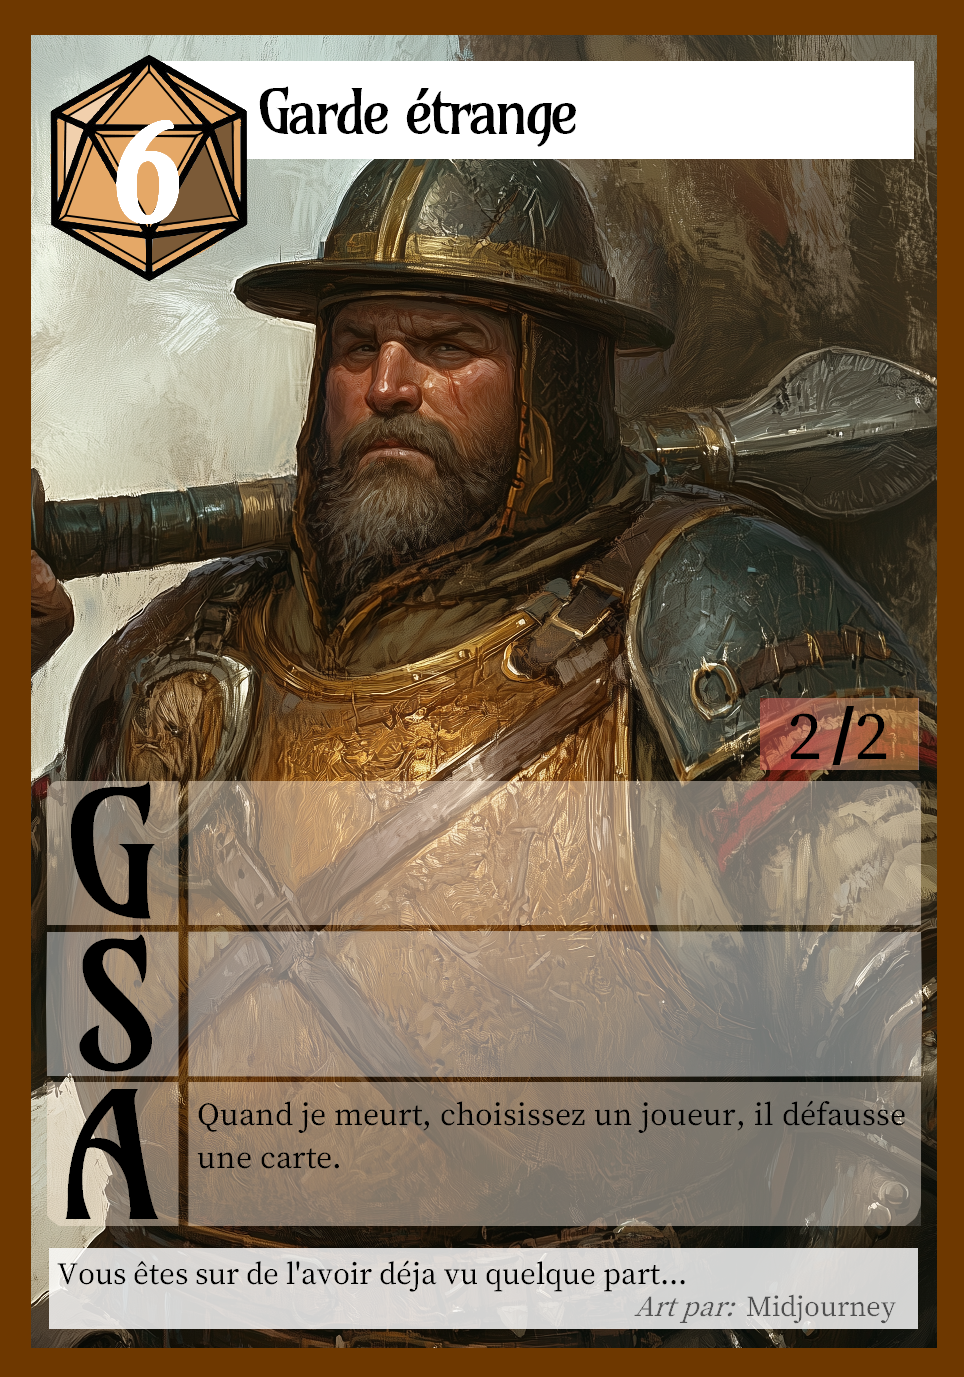 6
Garde étrange
2/2
G
S
A
Quand je meurt, choisissez un joueur, il défausse
une carte.
Vous êtes sur de l'avoir déja vu quelque part...
Art par: Midjourney